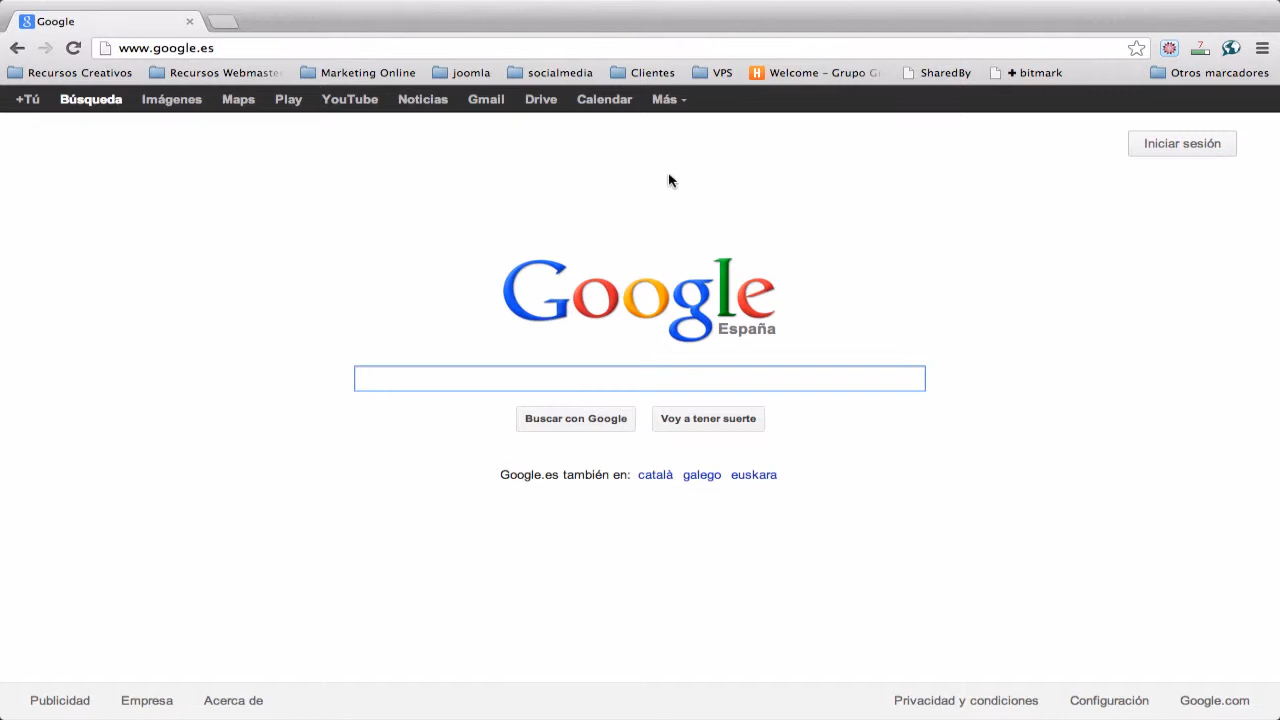 Google
www.google.es
Recursos Creativos Recursos Webmaste Marketing Online joomla socialmedia Clientes VPS Welcome – Grupo G SharedBy + bitmark Otros marcadores
+Tú Búsqueda Imágenes Maps Play YouTube Noticias Gmail Drive Calendar Más
Iniciar sesión
Google
España
Buscar con Google Voy a tener suerte
Google.es también en: català galego euskara
Publicidad Empresa Acerca de Privacidad y condiciones Configuración Google.com